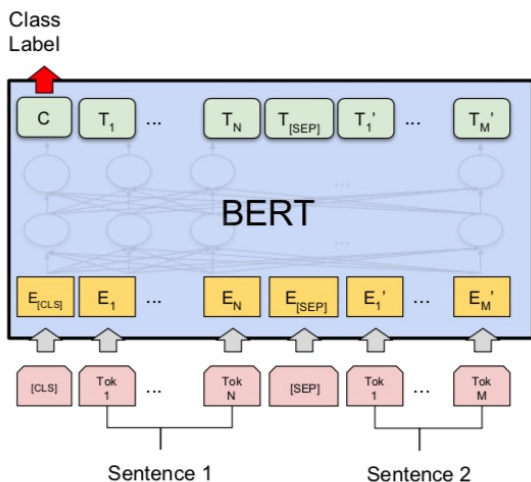 Class
Label
C T1 ... TN T[SEP] T1' ... TM'
...
BERT
...
E[CLS] E1 ... EN E[SEP] E1' ... EM'
[CLS] Tok 1 ... Tok N [SEP] Tok 1 ... Tok M
Sentence 1 Sentence 2